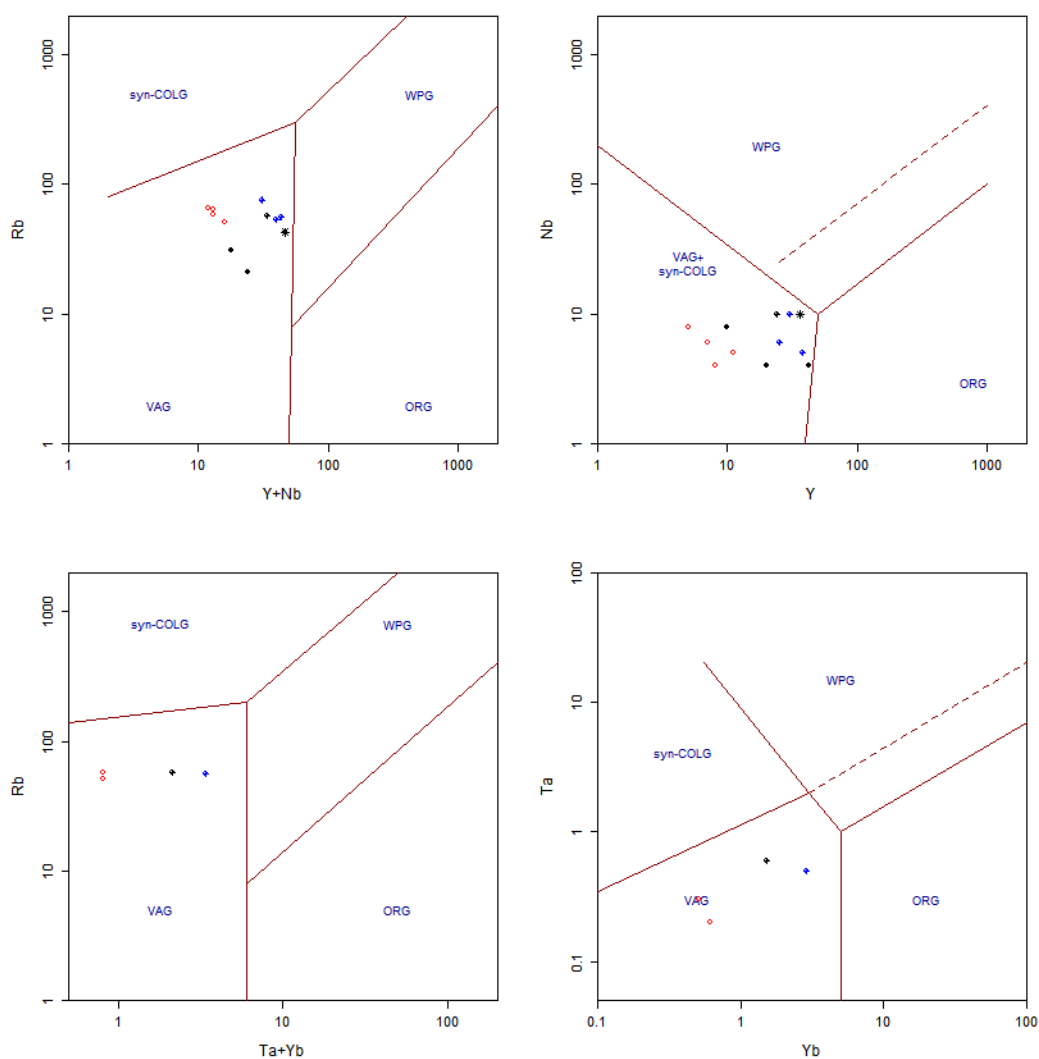 1000
syn-COLG
WPG
100
Rb
10
VAG
ORG
1
1
10
100
1000
Y+Nb
1000
WPG
100
Nb
VAG+
syn-COLG
10
ORG
1
1
10
100
1000
Y
1000
syn-COLG
WPG
100
Rb
10
VAG
ORG
1
1
10
100
Ta+Yb
100
WPG
10
syn-COLG
Ta
1
VAG
ORG
0.1
0.1
1
10
100
Yb